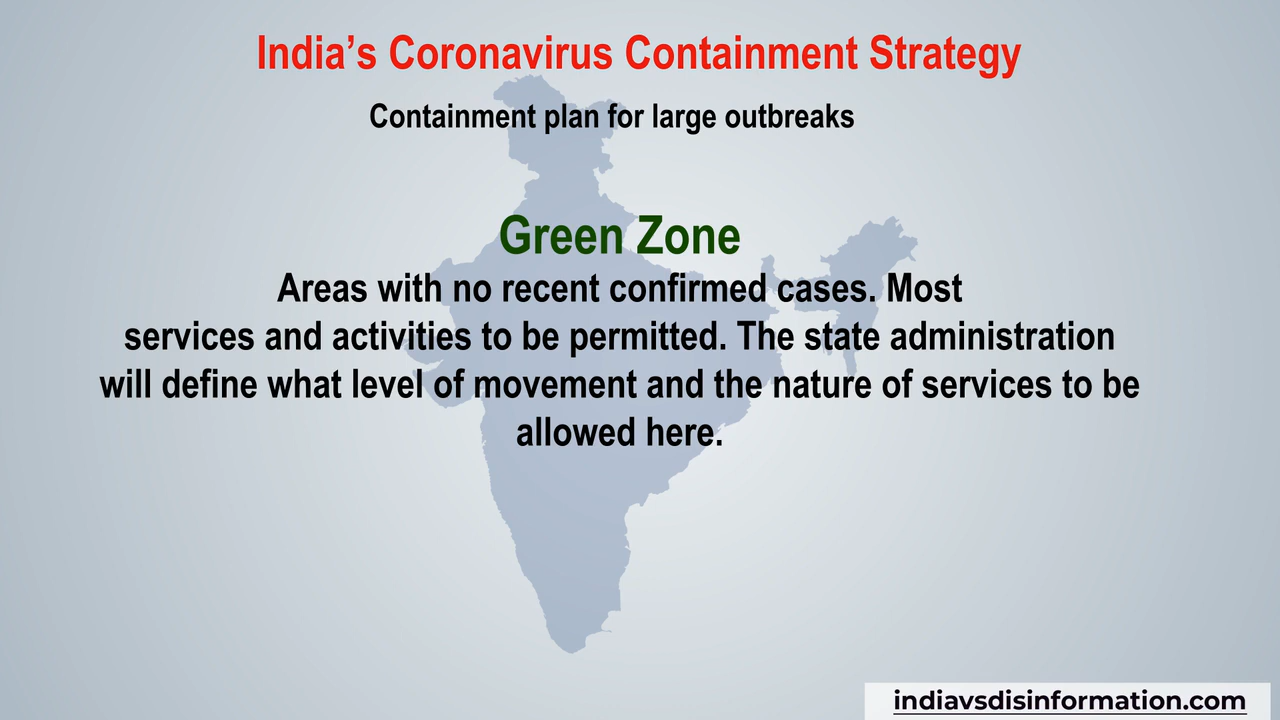 India’s Coronavirus Containment Strategy
Containment plan for large outbreaks
Green Zone
Areas with no recent confirmed cases. Most
services and activities to be permitted. The state administration
will define what level of movement and the nature of services to be
allowed here.
indiavsdisinformation.com